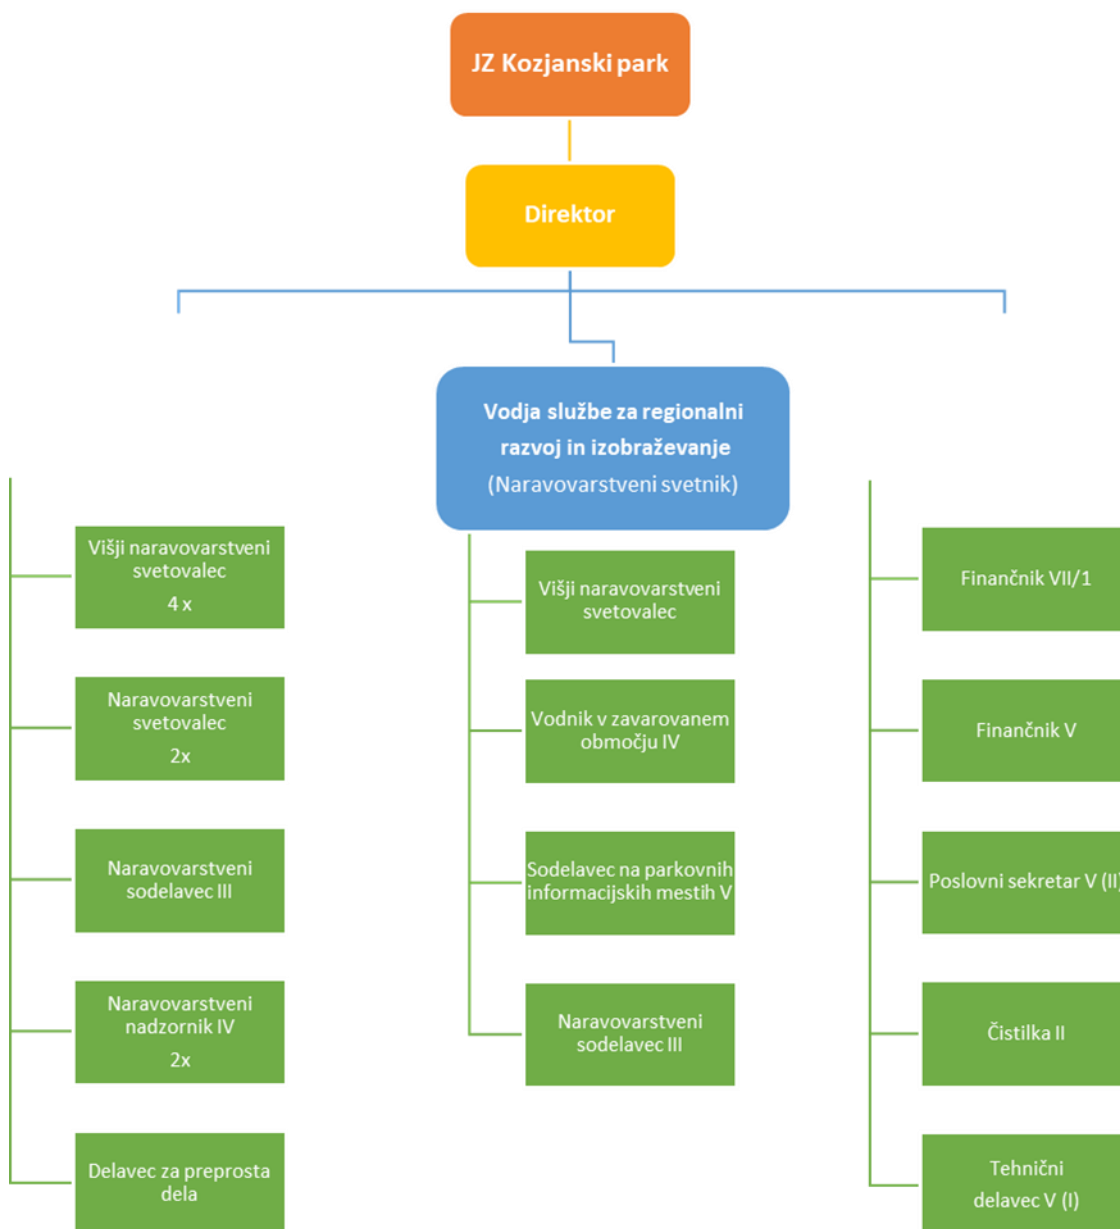 JZ Kozjanski park
Direktor
Vodja službe za regionalni
razvoj in izobraževanje
(Naravovarstveni svetnik)
Višji naravovarstveni
svetovalec
4 x
Naravovarstveni
svetovalec
2x
Naravovarstveni
sodelavec III
Naravovarstveni
nadzornik IV
2x
Delavec za preprosta
dela
Višji naravovarstveni
svetovalec
Vodnik v zavarovanem
območju IV
Sodelavec na parkovnih
informacijskih mestih V
Naravovarstveni
sodelavec III
Finančnik VII/1
Finančnik V
Poslovni sekretar V (II)
Čistilka II
Tehnični
delavec V (I)